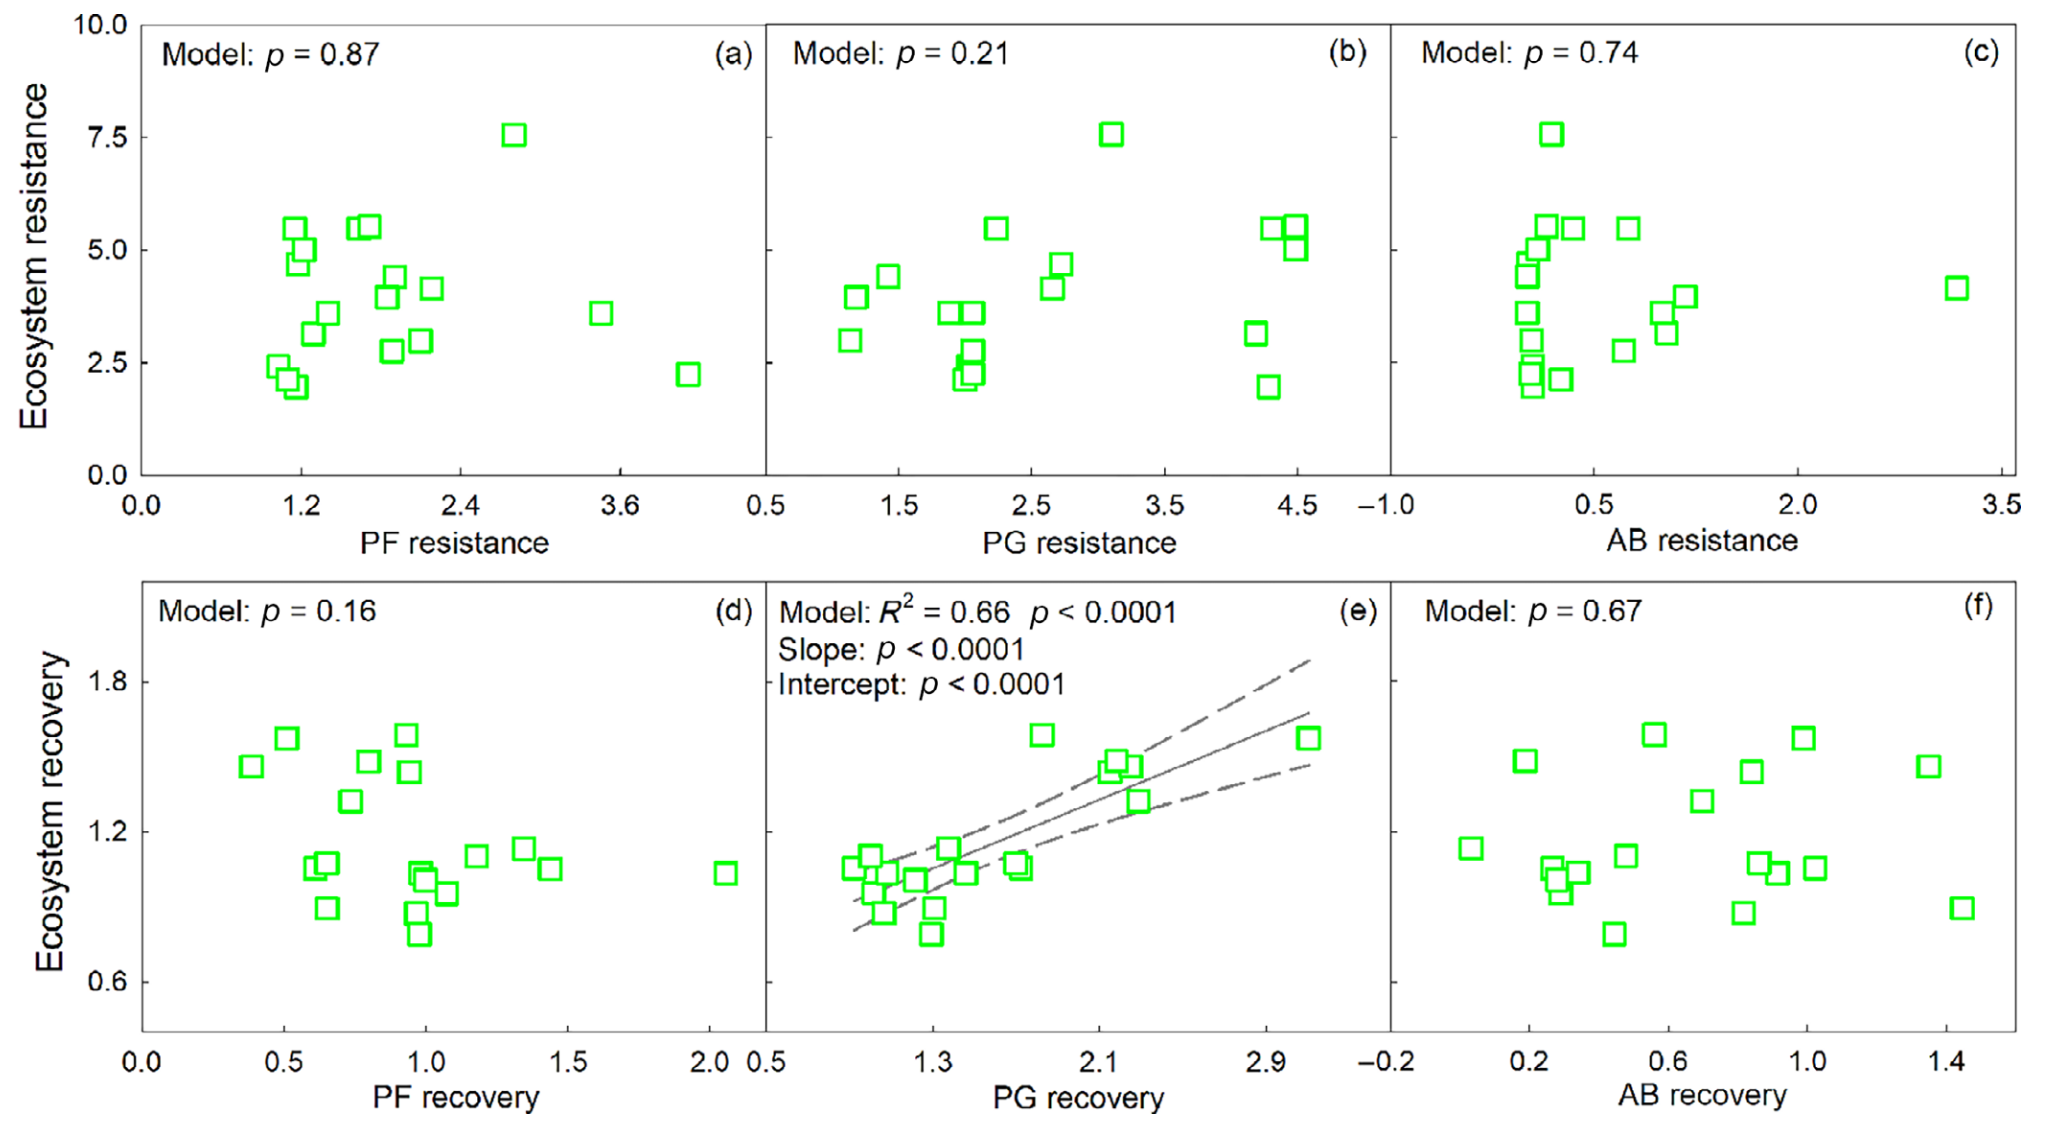 Ecosystem resistance
10.0
7.5
5.0
2.5
0.0
Model: p = 0.87 (a)
0.0 1.2 2.4 3.6
PF resistance
Model: p = 0.21 (b)
0.5 1.5 2.5 3.5 4.5
PG resistance
Model: p = 0.74 (c)
−1.0 0.5 2.0 3.5
AB resistance
Ecosystem recovery
1.8
1.2
0.6
Model: p = 0.16 (d)
0.0 0.5 1.0 1.5 2.0
PF recovery
Model: R² = 0.66 p < 0.0001 (e)
Slope: p < 0.0001
Intercept: p < 0.0001
0.5 1.3 2.1 2.9
PG recovery
Model: p = 0.67 (f)
−0.2 0.2 0.6 1.0 1.4
AB recovery